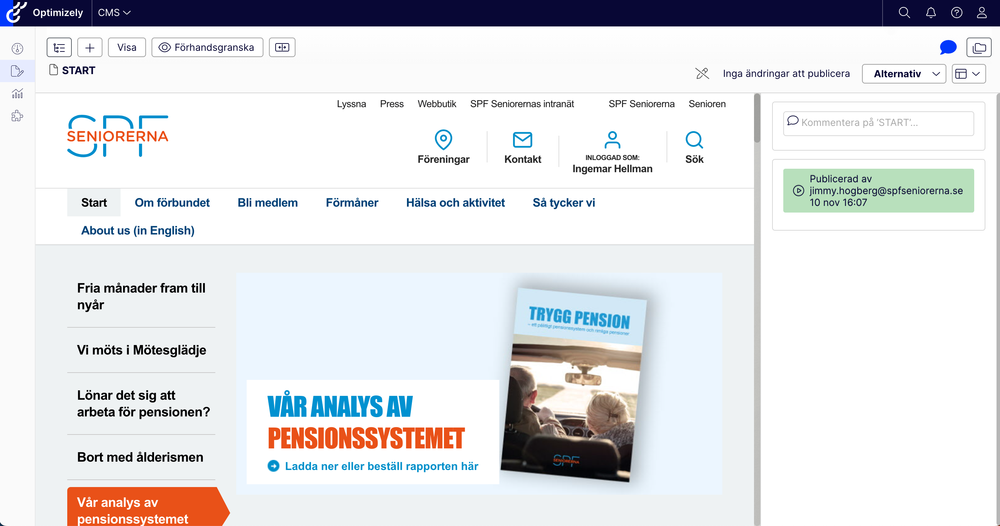 Optimizely
CMS
Visa
Förhandsgranska
START
Inga ändringar att publicera
Alternativ
Lyssna
Press
Webbutik
SPF Seniorernas intranät
SPF Seniorerna
Senioren
SPF
SENIORERNA
Föreningar
Kontakt
INLOGGAD SOM:
Ingemar Hellman
Sök
Start
Om förbundet
Bli medlem
Förmåner
Hälsa och aktivitet
Så tycker vi
About us (in English)
Fria månader fram till
nyår
Vi möts i Mötesglädje
Lönar det sig att
arbeta för pensionen?
Bort med ålderismen
Vår analys av
pensionssystemet
TRYGG PENSION
– ett pålitligt pensionssystem och rimliga pensioner
SPF
SENIORERNA
VÅR ANALYS AV
PENSIONSSYSTEMET
Ladda ner eller beställ rapporten här
Kommentera på ’START’...
Publicerad av
jimmy.hogberg@spfseniorerna.se
10 nov 16:07